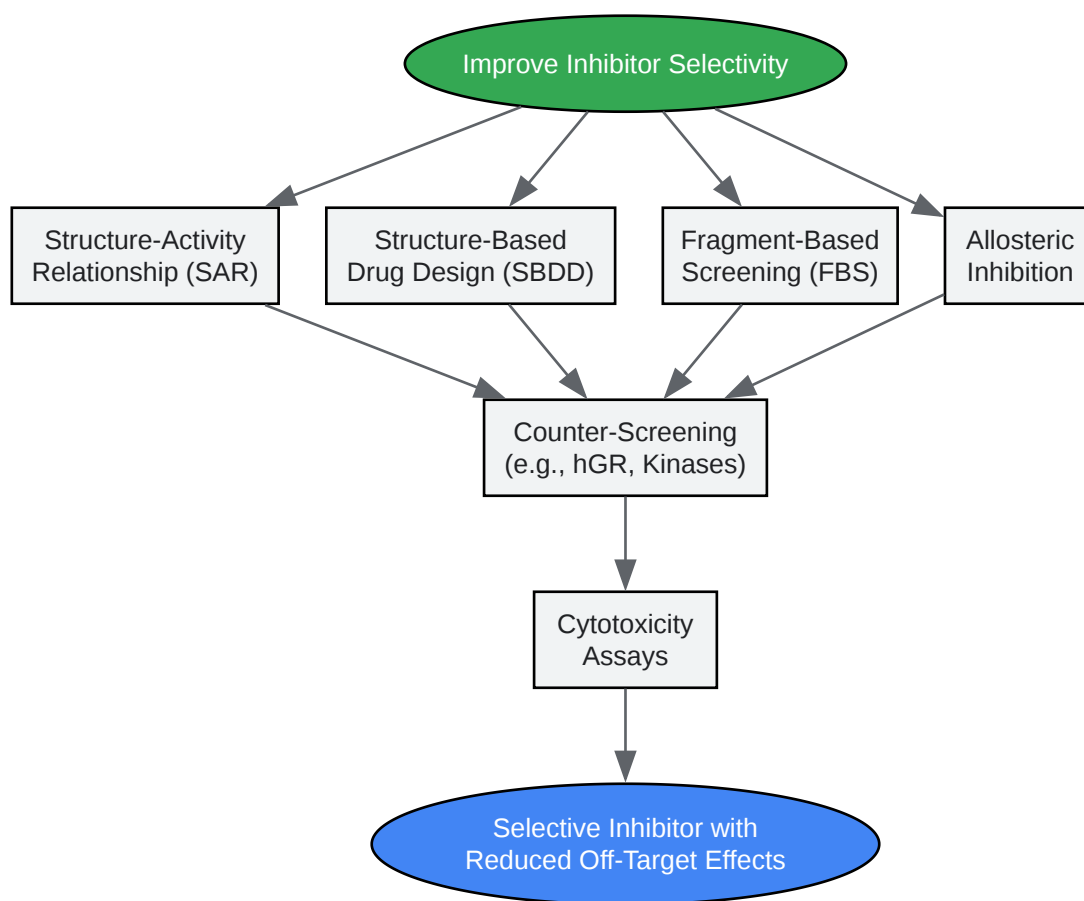 Improve Inhibitor Selectivity
Structure-Activity
Relationship (SAR)
Structure-Based
Drug Design (SBDD)
Fragment-Based
Screening (FBS)
Allosteric
Inhibition
Counter-Screening
(e.g., hGR, Kinases)
Cytotoxicity
Assays
Selective Inhibitor with
Reduced Off-Target Effects